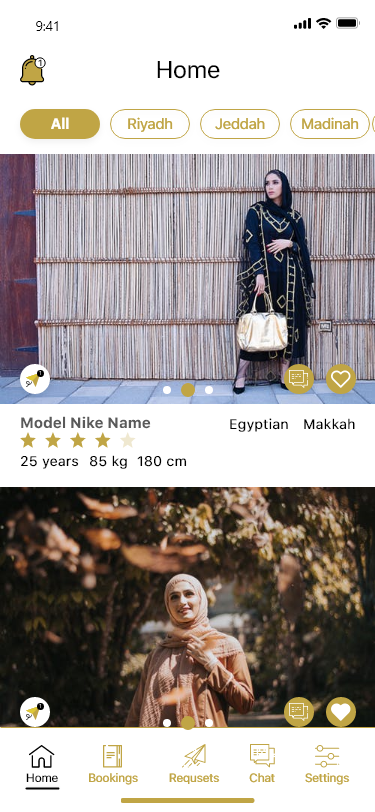 9:41
1
Home
All Riyadh Jeddah Madinah
1
Model Nike Name Egyptian Makkah
25 years 85 kg 180 cm
1
Home Bookings Requsets Chat Settings